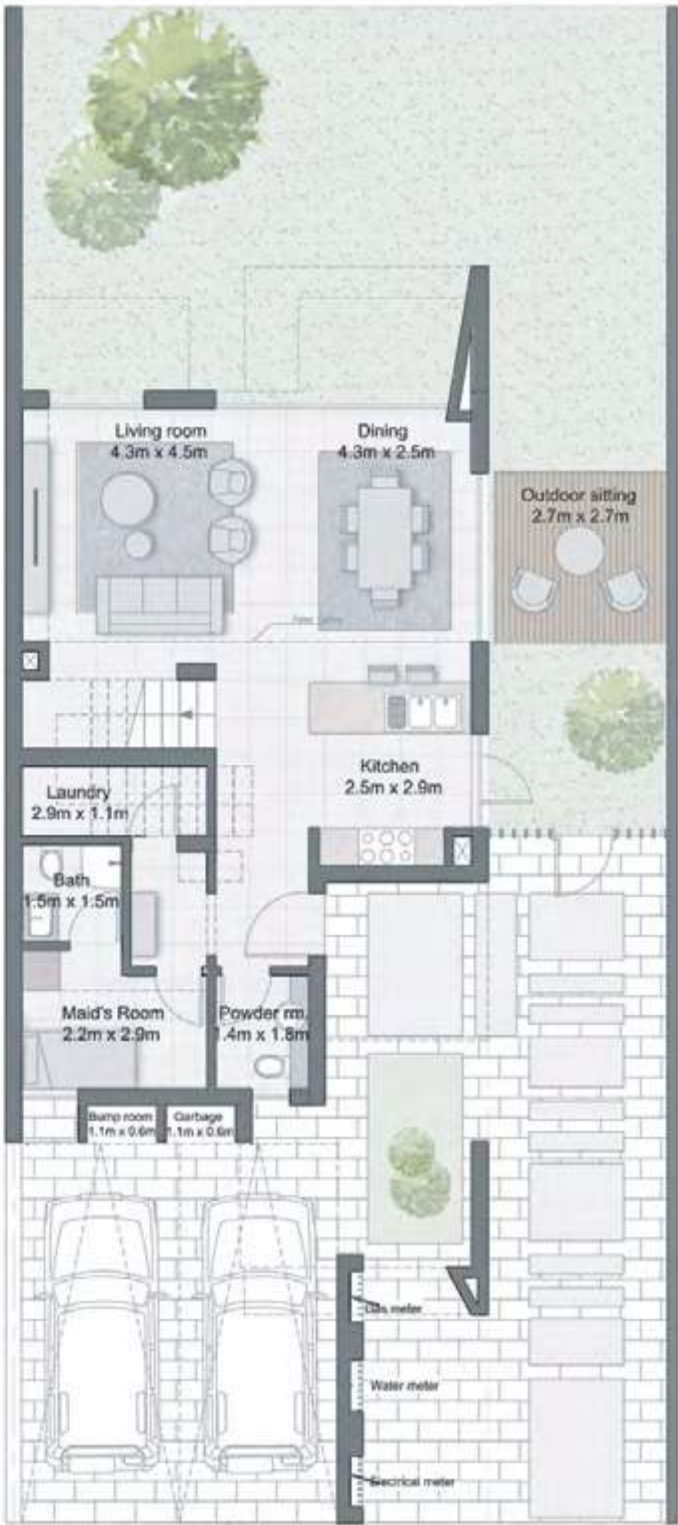 Living room
4.3m x 4.5m
Dining
4.3m x 2.5m
Outdoor sitting
2.7m x 2.7m
Kitchen
2.5m x 2.9m
Laundry
2.9m x 1.1m
Bath
1.5m x 1.5m
Maid's Room
2.2m x 2.9m
Powder rm.
1.4m x 1.8m
Bump room
1.1m x 0.6m
Garbage
1.1m x 0.6m
Gas meter
Water meter
Electrical meter